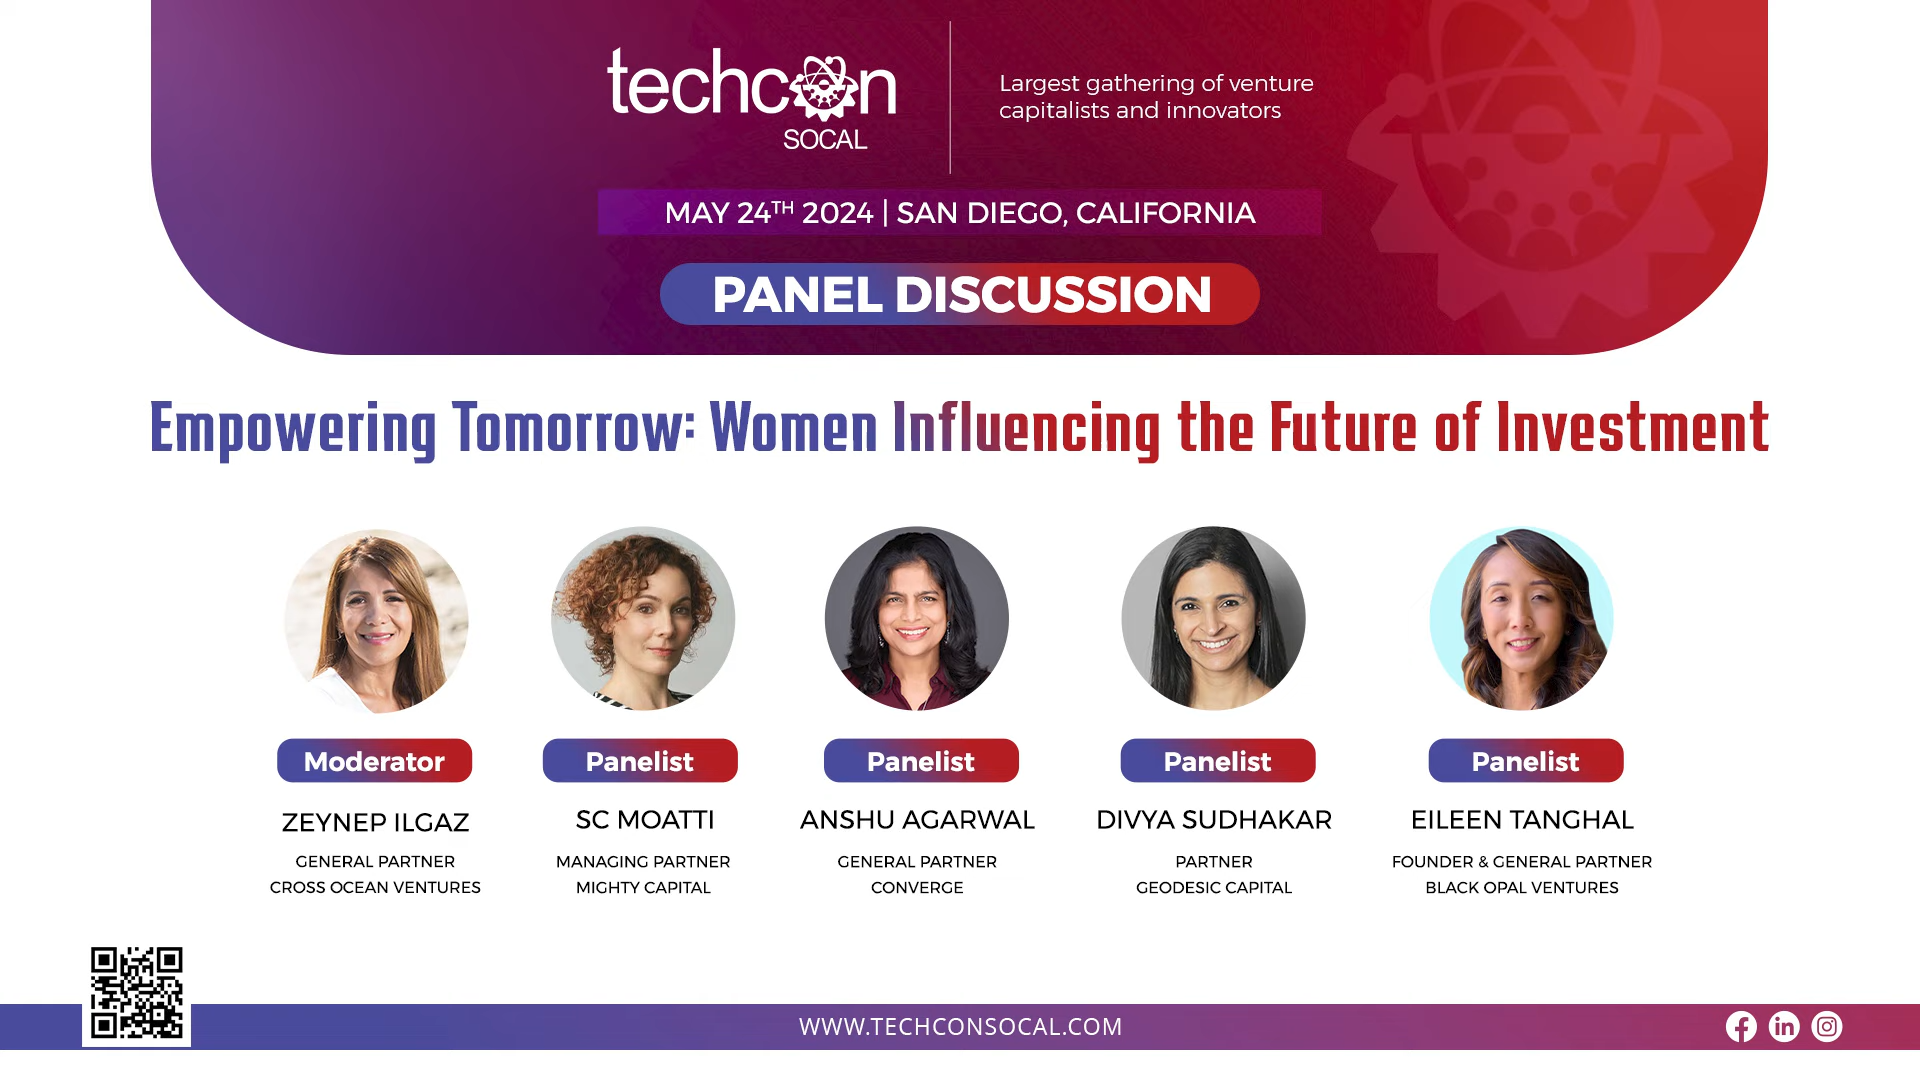 techcon
SOCAL
Largest gathering of venture
capitalists and innovators
MAY 24TH 2024 | SAN DIEGO, CALIFORNIA
PANEL DISCUSSION
Empowering Tomorrow: Women Influencing the Future of Investment
Moderator
ZEYNEP ILGAZ
GENERAL PARTNER
CROSS OCEAN VENTURES
Panelist
SC MOATTI
MANAGING PARTNER
MIGHTY CAPITAL
Panelist
ANSHU AGARWAL
GENERAL PARTNER
CONVERGE
Panelist
DIVYA SUDHAKAR
PARTNER
GEODESIC CAPITAL
Panelist
EILEEN TANGHAL
FOUNDER & GENERAL PARTNER
BLACK OPAL VENTURES
WWW.TECHCONSOCAL.COM